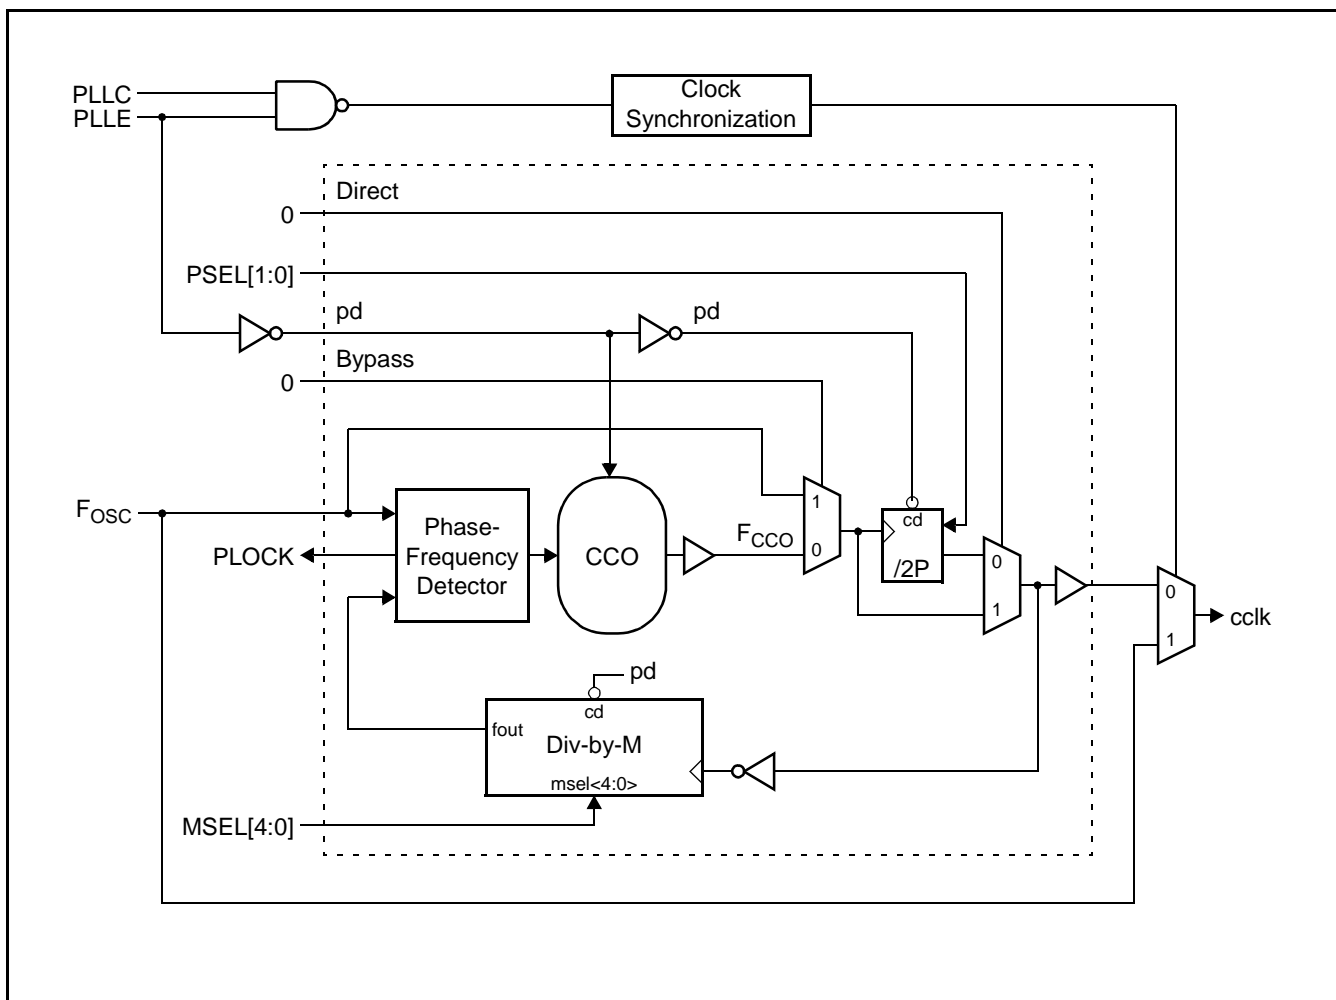 PLLC
PLLE
Clock
Synchronization
Direct
0
PSEL[1:0]
pd
pd
Bypass
0
FOSC
PLOCK
Phase-
Frequency
Detector
CCO
FCCO
1
0
cd
/2P
0
1
0
1
cclk
pd
cd
fout
Div-by-M
msel<4:0>
MSEL[4:0]